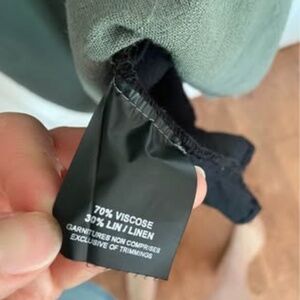 70% VISCOSE
30% LIN / LINEN
GARNITURES NON COMPRISES
EXCLUSIVE OF TRIMMINGS